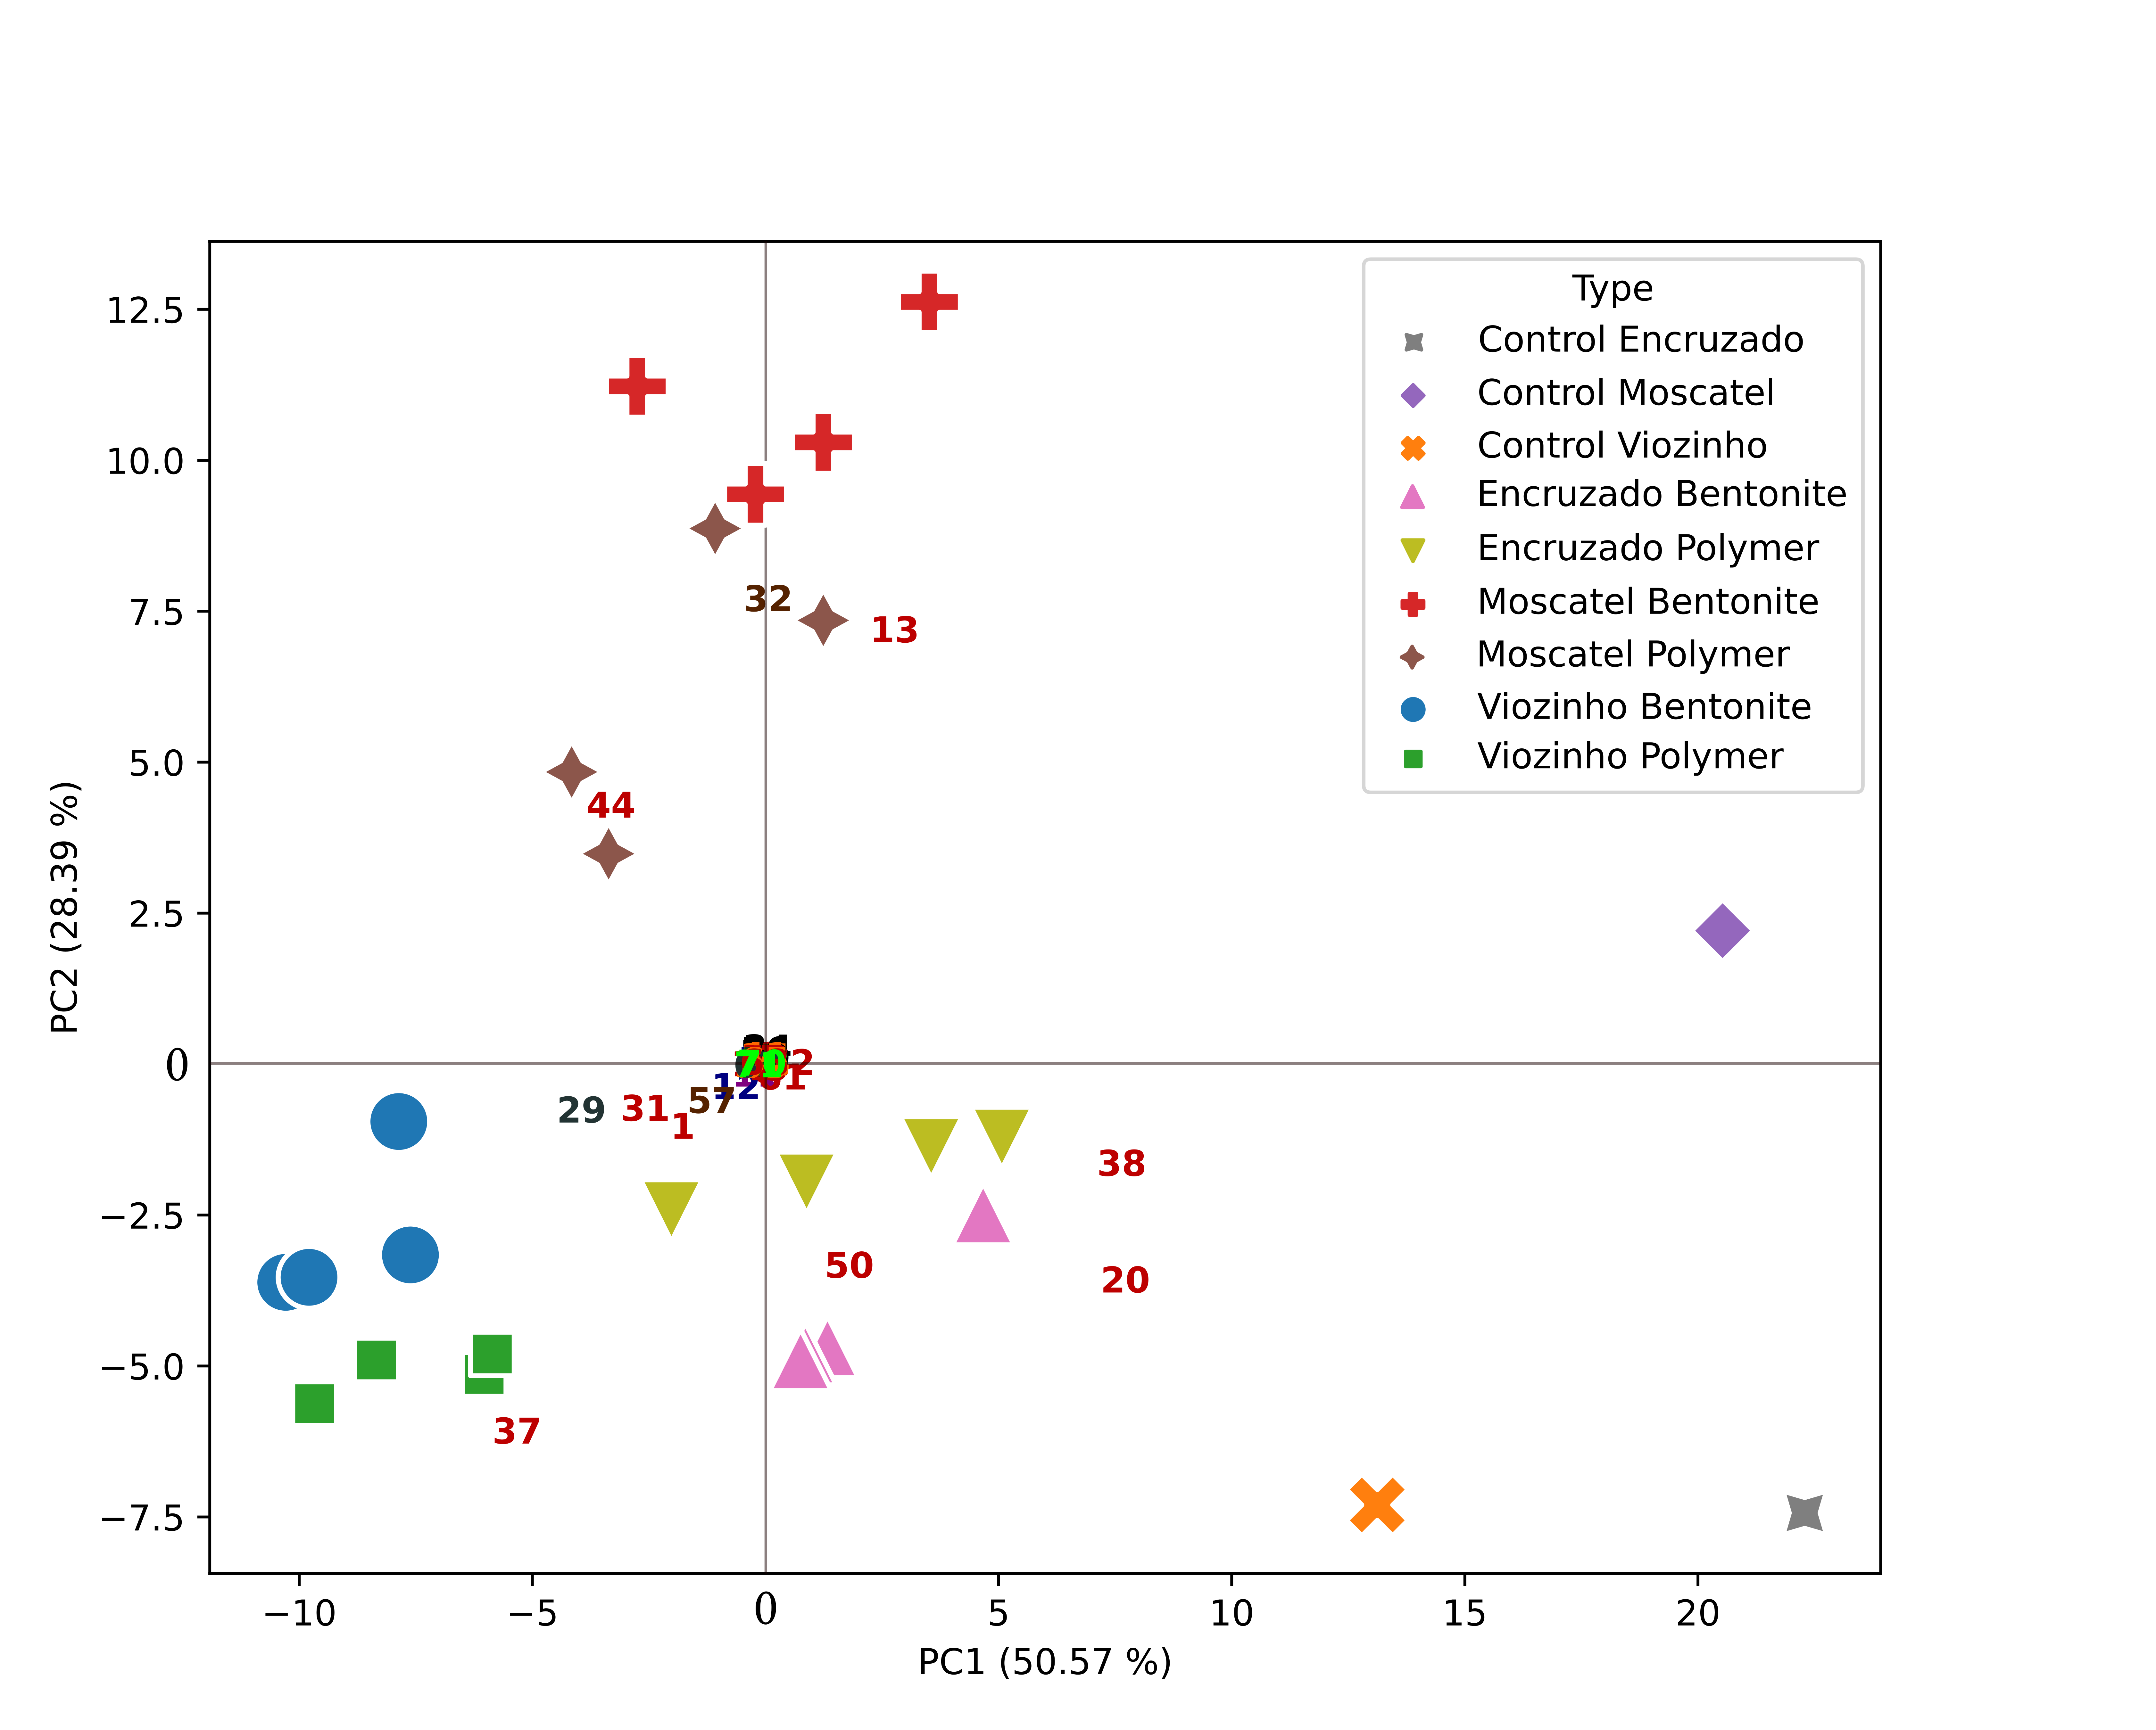 Type
Control Encruzado
Control Moscatel
Control Viozinho
Encruzado Bentonite
Encruzado Polymer
Moscatel Bentonite
Moscatel Polymer
Viozinho Bentonite
Viozinho Polymer
12.5
10.0
7.5
5.0
2.5
0
−2.5
−5.0
−7.5
PC2 (28.39 %)
32
13
44
12
57
29
31
1
38
50
20
37
−10
−5
0
5
10
15
20
PC1 (50.57 %)